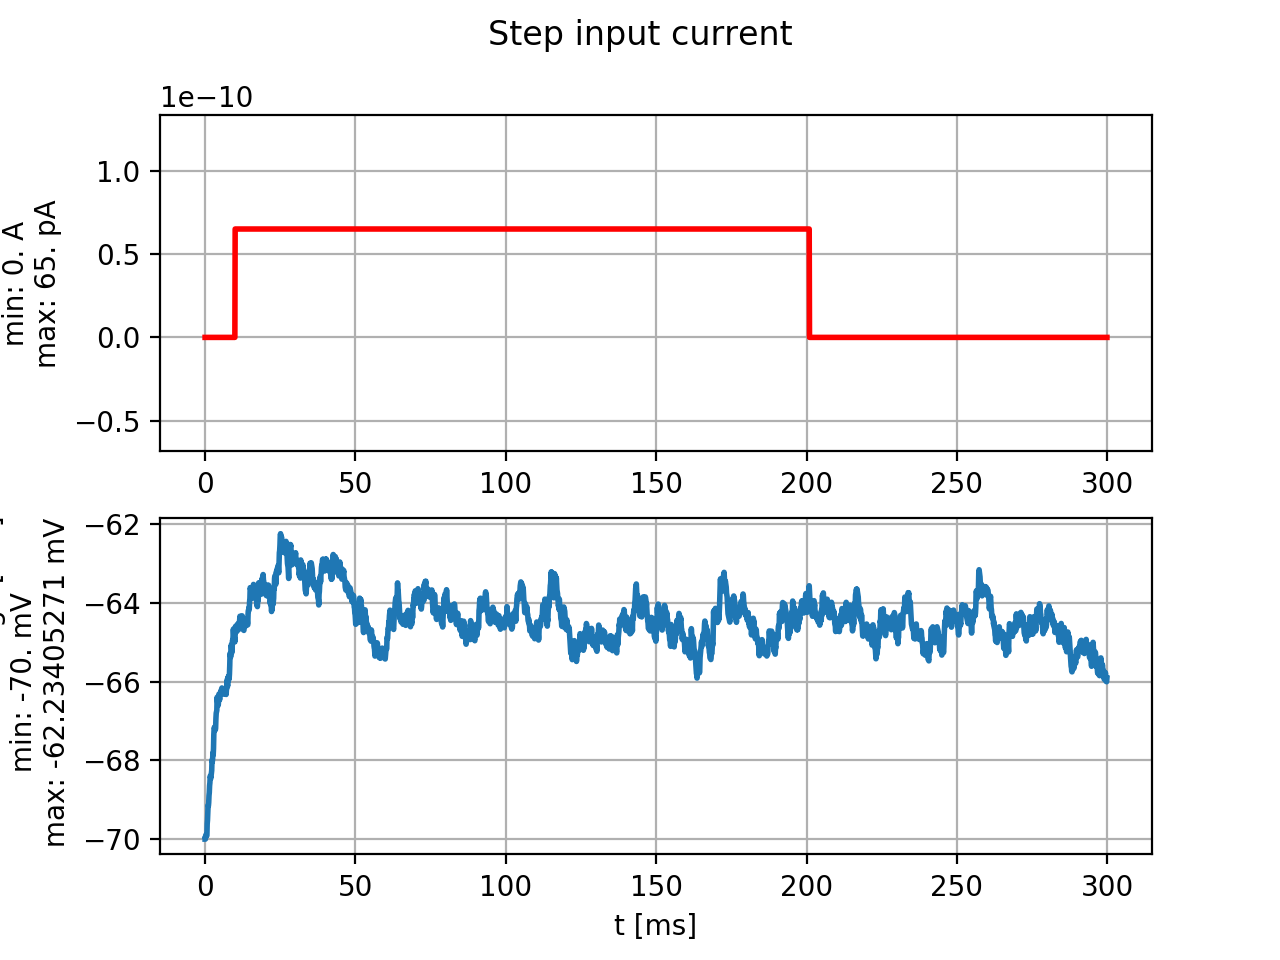 Step input current
1e−10
1.0
0.5
0.0
−0.5
min: 0. A
max: 65. pA
0 50 100 150 200 250 300
−62
−64
−66
−68
−70
min: -70. mV
max: -62.23405271 mV
0 50 100 150 200 250 300
t [ms]